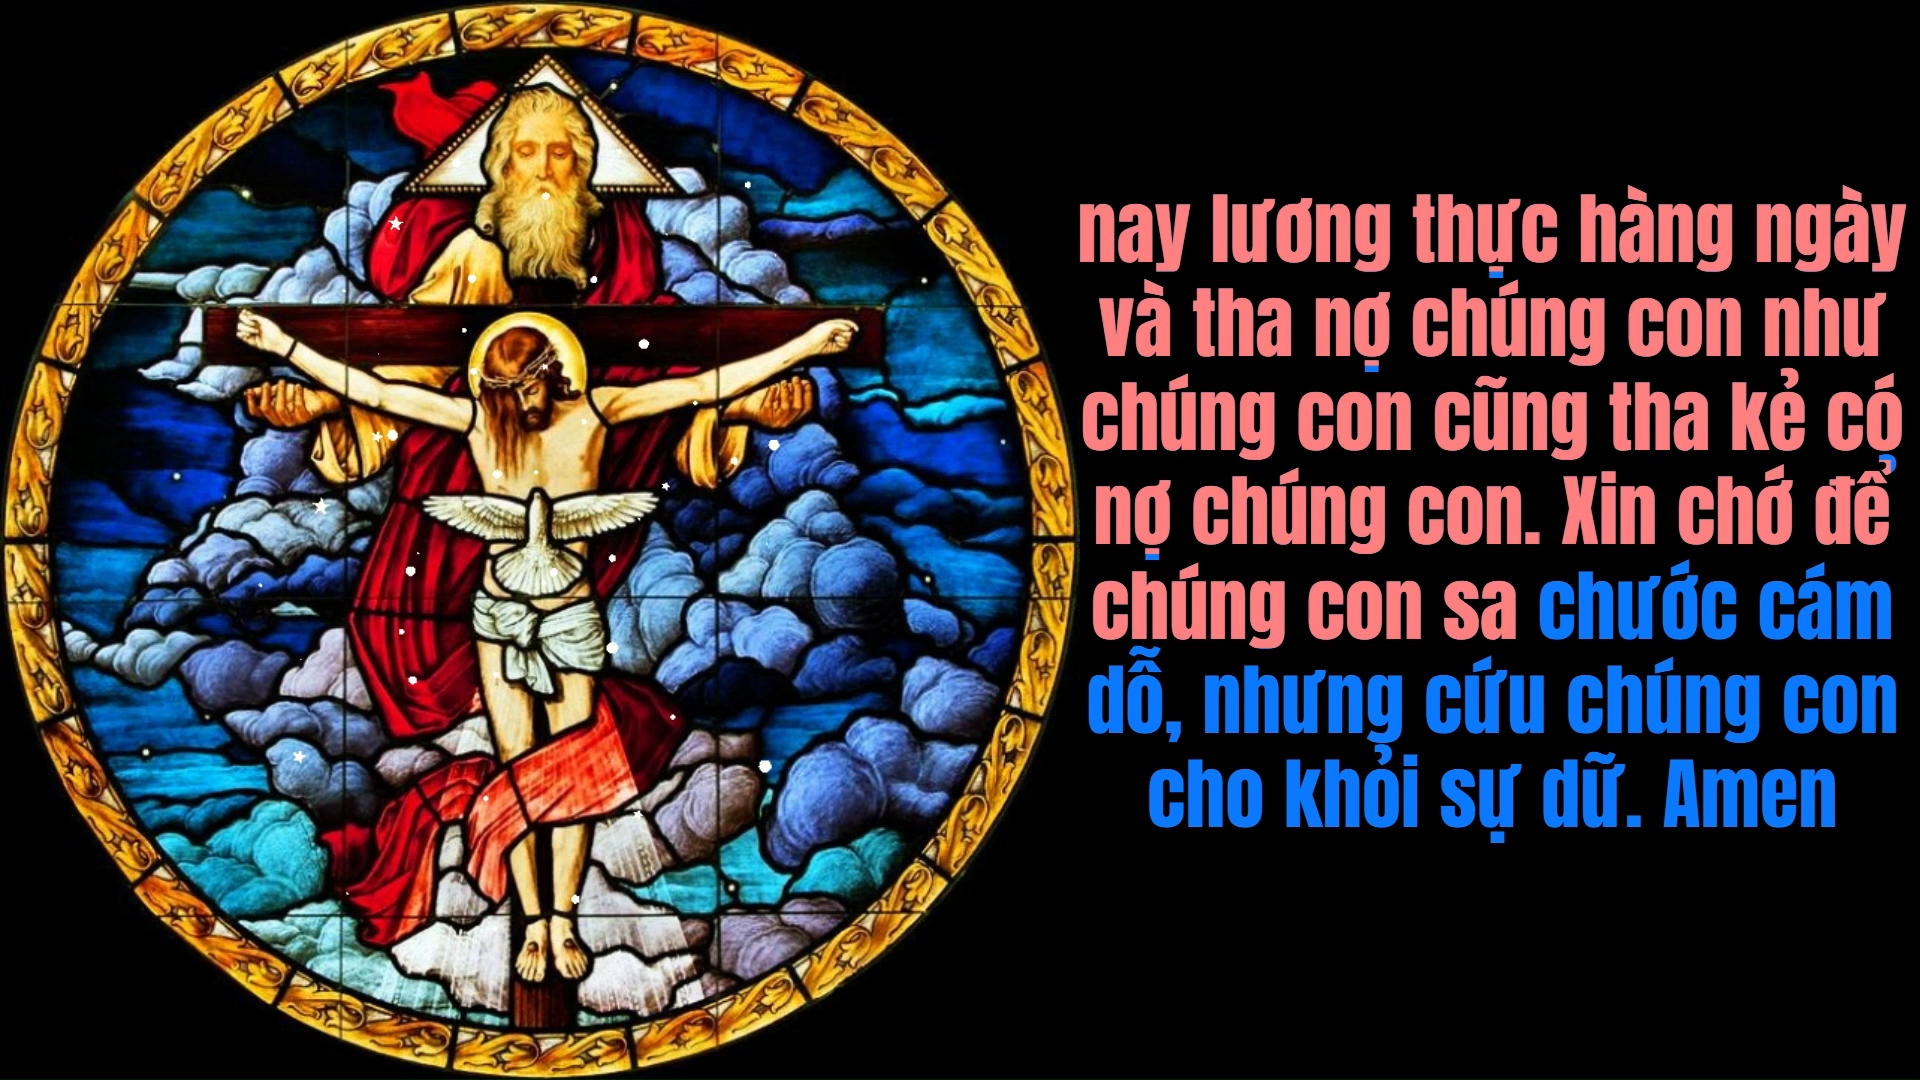 nay lương thực hàng ngày
và tha nợ chúng con như
chúng con cũng tha kẻ có
nợ chúng con. Xin chớ để
chúng con sa chước cám
dỗ, nhưng cứu chúng con
cho khỏi sự dữ. Amen